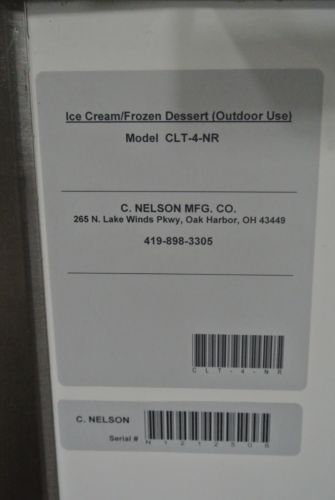 Ice Cream/Frozen Dessert (Outdoor Use)
Model CLT-4-NR
C. NELSON MFG. CO.
265 N. Lake Winds Pkwy, Oak Harbor, OH 43449
419-898-3305
CLT-4-NR
C. NELSON
Serial #
N1212506